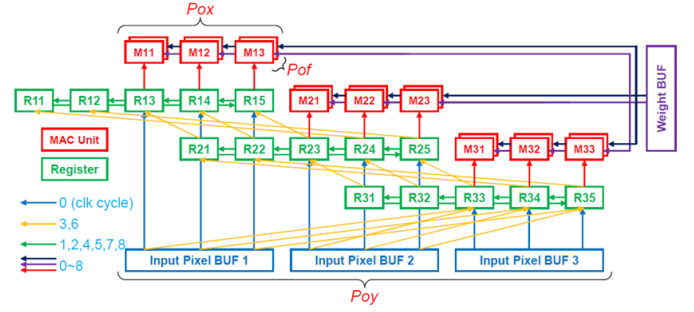 Pox
M11 M12 M13
Pof
R11 R12 R13 R14 R15
M21 M22 M23
Weight BUF
MAC Unit
Register
R21 R22 R23 R24 R25
M31 M32 M33
R31 R32 R33 R34 R35
0 (clk cycle)
3,6
1,2,4,5,7,8
0~8
Input Pixel BUF 1
Input Pixel BUF 2
Input Pixel BUF 3
Poy